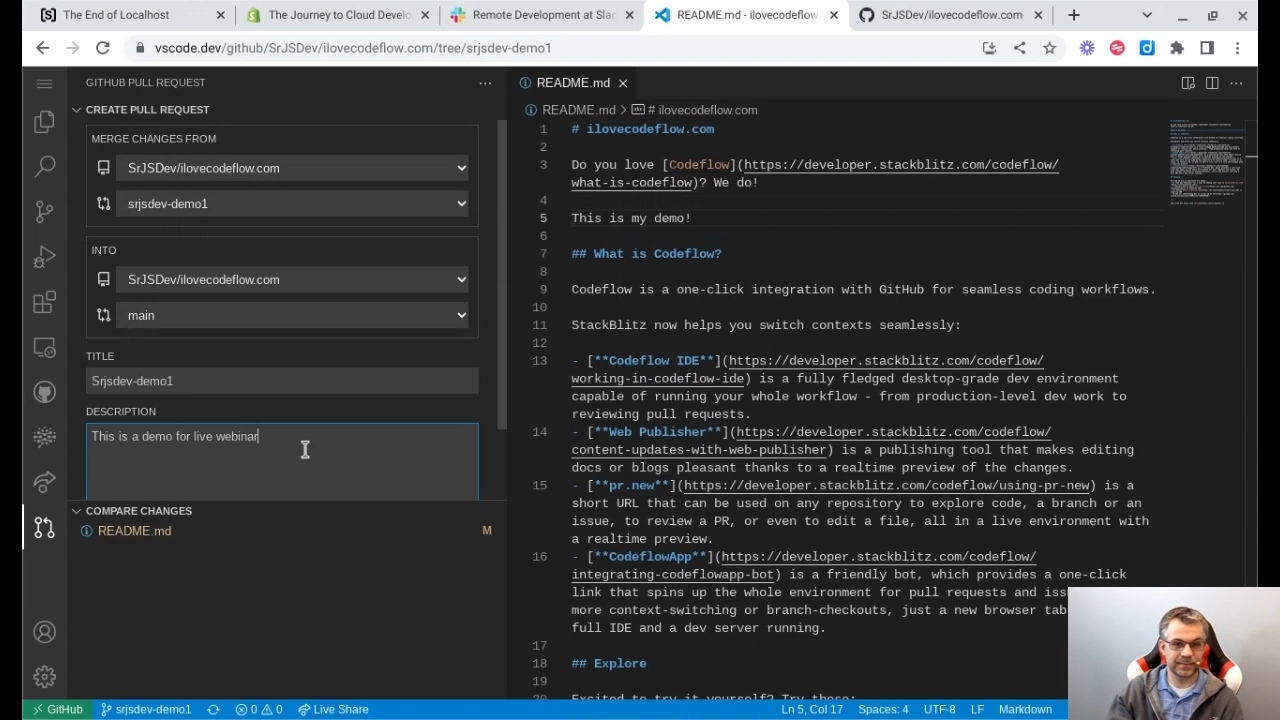 The End of Localhost
The Journey to Cloud Develo
Remote Development at Slac
README.md - ilovecodeflow
SrJSDev/ilovecodeflow.com
vscode.dev/github/SrJSDev/ilovecodeflow.com/tree/srjsdev-demo1
GITHUB PULL REQUEST
CREATE PULL REQUEST
MERGE CHANGES FROM
SrJSDev/ilovecodeflow.com
srjsdev-demo1
INTO
SrJSDev/ilovecodeflow.com
main
TITLE
Srjsdev-demo1
DESCRIPTION
This is a demo for live webinar
COMPARE CHANGES
README.md M
README.md
README.md > # ilovecodeflow.com
1 # ilovecodeflow.com
2
3 Do you love [Codeflow](https://developer.stackblitz.com/codeflow/
what-is-codeflow)? We do!
4
5 This is my demo!
6
7 ## What is Codeflow?
8
9 Codeflow is a one-click integration with GitHub for seamless coding workflows.
10
11 StackBlitz now helps you switch contexts seamlessly:
12
13 - [**Codeflow IDE**](https://developer.stackblitz.com/codeflow/
working-in-codeflow-ide) is a fully fledged desktop-grade dev environment
capable of running your whole workflow - from production-level dev work to
reviewing pull requests.
14 - [**Web Publisher**](https://developer.stackblitz.com/codeflow/
content-updates-with-web-publisher) is a publishing tool that makes editing
docs or blogs pleasant thanks to a realtime preview of the changes.
15 - [**pr.new**](https://developer.stackblitz.com/codeflow/using-pr-new) is a
short URL that can be used on any repository to explore code, a branch or an
issue, to review a PR, or even to edit a file, all in a live environment with
a realtime preview.
16 - [**CodeflowApp**](https://developer.stackblitz.com/codeflow/
integrating-codeflowapp-bot) is a friendly bot, which provides a one-click
link that spins up the whole environment for pull requests and iss
more context-switching or branch-checkouts, just a new browser tab
full IDE and a dev server running.
17
18 ## Explore
19
20 Excited to try it yourself? Try these:
GitHub srjsdev-demo1 0 0 Live Share Ln 5, Col 17 Spaces: 4 UTF-8 LF Markdown